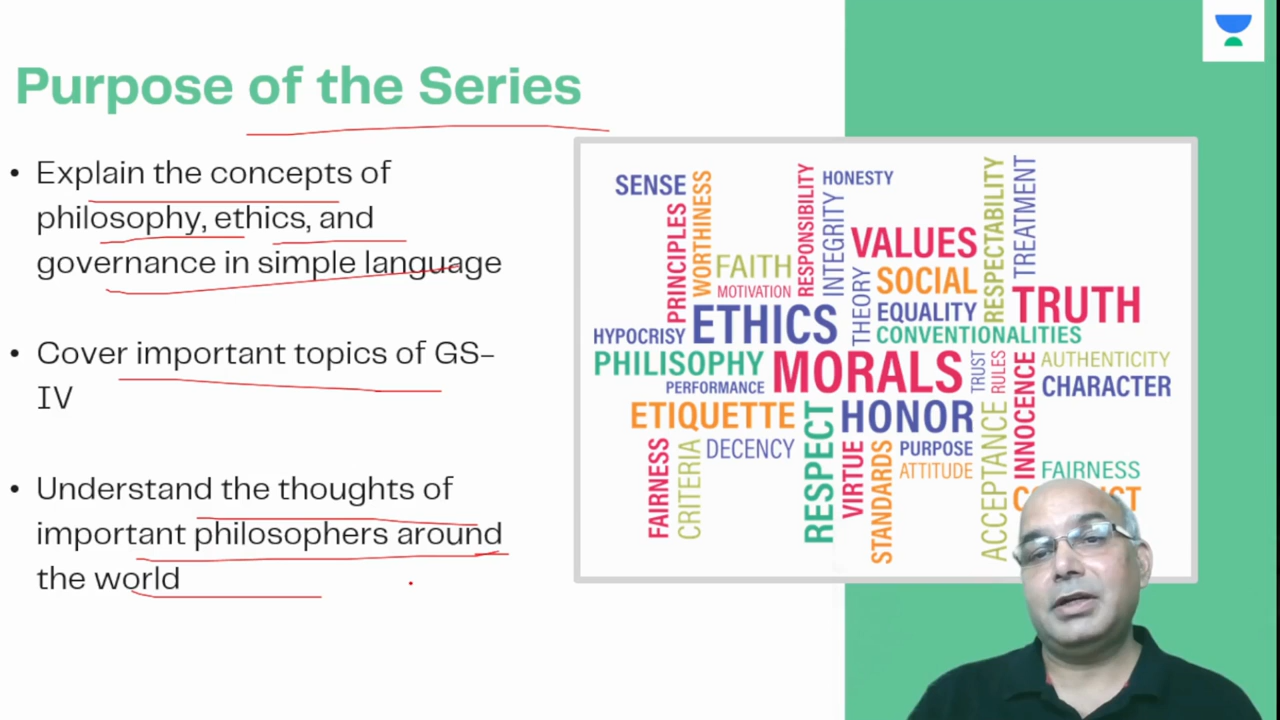 Purpose of the Series
• Explain the concepts of
philosophy, ethics, and
governance in simple language
• Cover important topics of GS-
IV
• Understand the thoughts of
important philosophers around
the world
SENSE
PRINCIPLES
WORTHINESS
FAITH
MOTIVATION
RESPONSIBILITY
HONESTY
INTEGRITY
VALUES
SOCIAL
THEORY
EQUALITY
CONVENTIONALITIES
RESPECTABILITY
TREATMENT
TRUTH
HYPOCRISY
ETHICS
PHILISOPHY
PERFORMANCE
MORALS
TRUST
RULES
INNOCENCE
AUTHENTICITY
CHARACTER
ETIQUETTE
DECENCY
FAIRNESS
CRITERIA
RESPECT
HONOR
VIRTUE
STANDARDS
PURPOSE
ATTITUDE
ACCEPTANCE
FAIRNESS